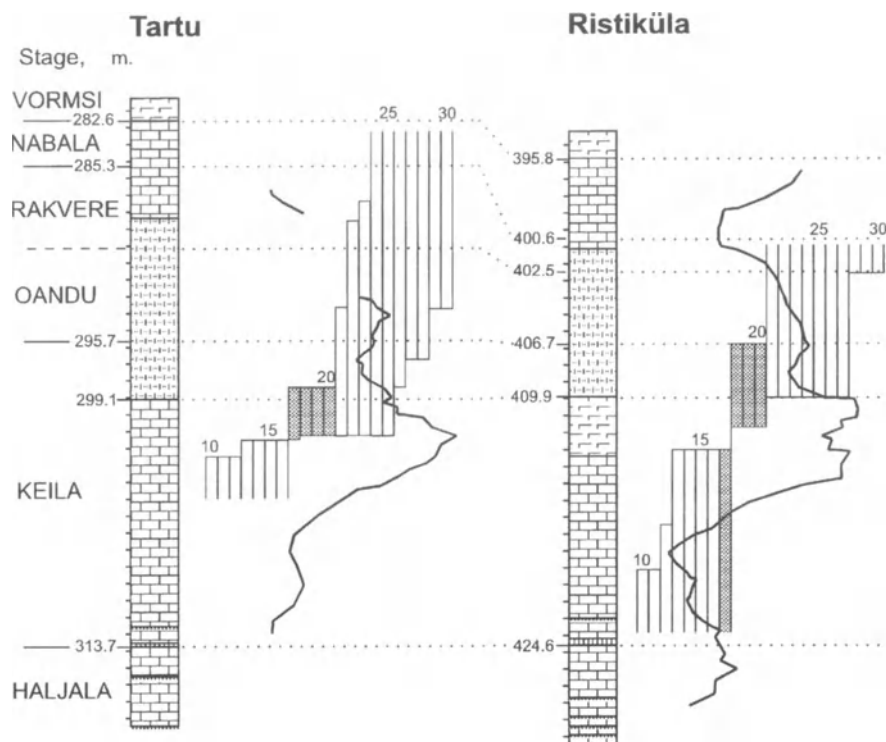 Tartu
Ristiküla
Stage, m.
VORMSI
282.6
25
30
NABALA
285.3
395.8
RAKVERE
400.6
25
30
402.5
OANDU
295.7
406.7
20
20
299.1
409.9
15
15
10
KEILA
10
313.7
424.6
HALJALA